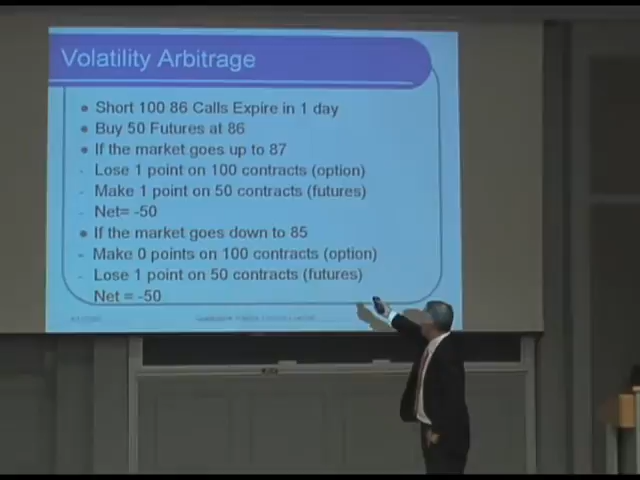 Volatility Arbitrage
Short 100 86 Calls Expire in 1 day
Buy 50 Futures at 86
If the market goes up to 87
- Lose 1 point on 100 contracts (option)
- Make 1 point on 50 contracts (futures)
- Net= -50
If the market goes down to 85
- Make 0 points on 100 contracts (option)
- Lose 1 point on 50 contracts (futures)
Net = -50